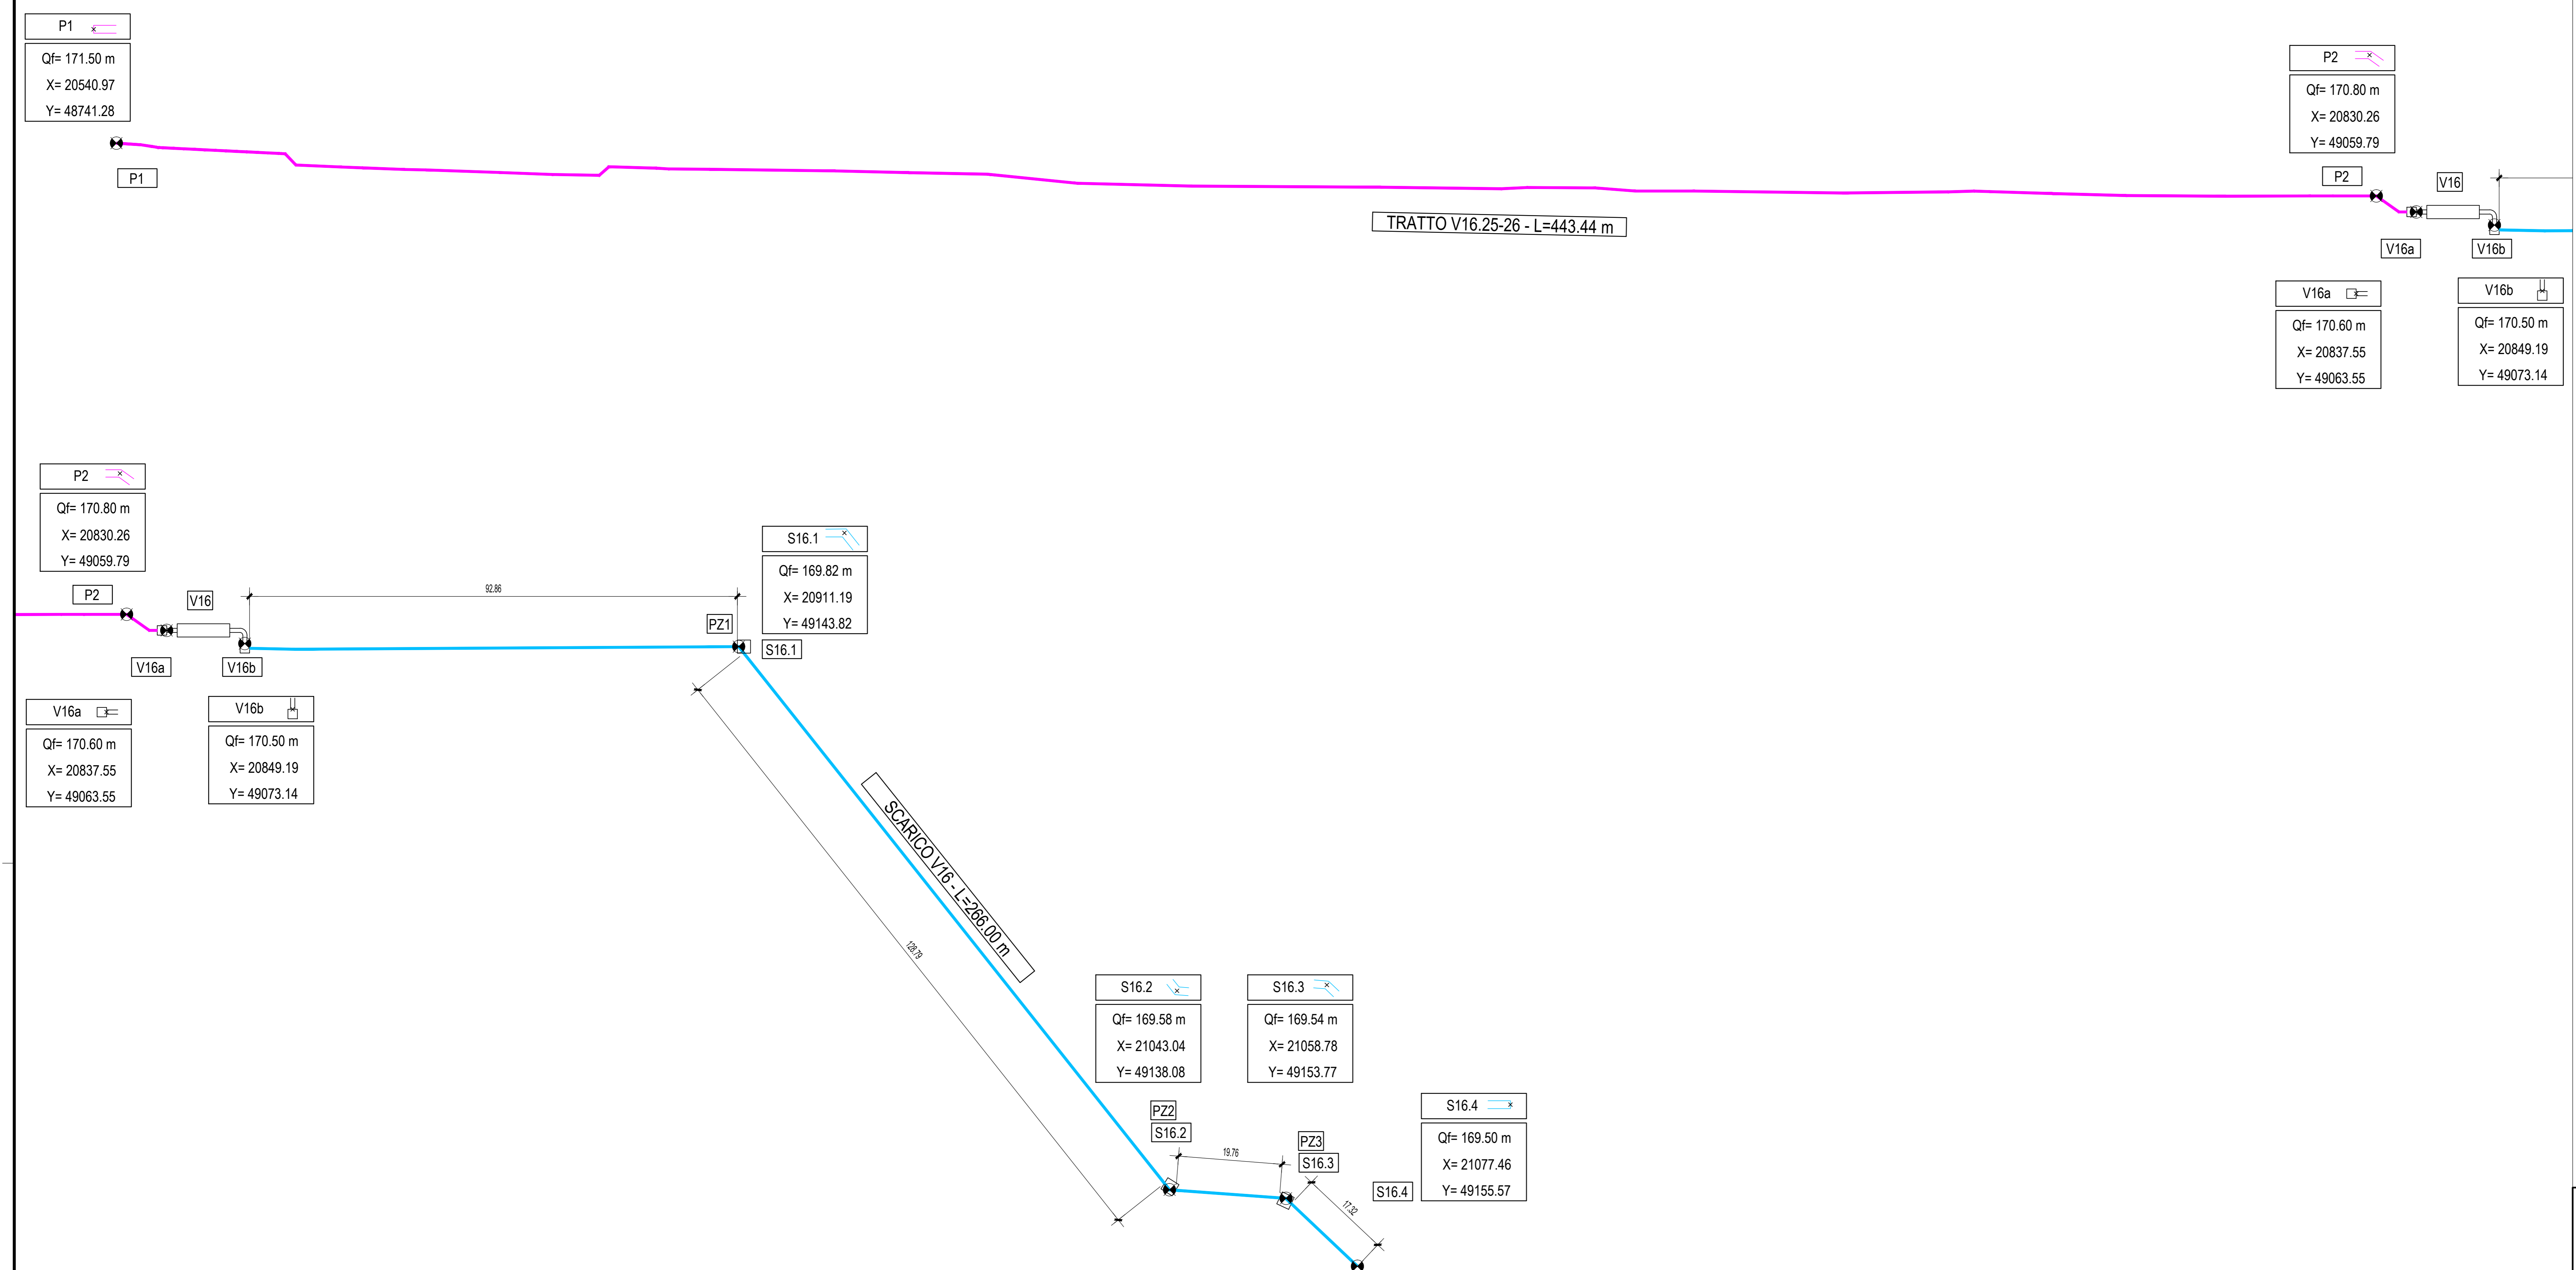 P1
Qf= 171.50 m
X= 20540.97
Y= 48741.28
P1
TRATTO V16.25-26 - L=443.44 m
P2
Qf= 170.80 m
X= 20830.26
Y= 49059.79
P2
V16
V16a
V16b
V16a
Qf= 170.60 m
X= 20837.55
Y= 49063.55
V16b
Qf= 170.50 m
X= 20849.19
Y= 49073.14
P2
Qf= 170.80 m
X= 20830.26
Y= 49059.79
P2
V16
92.86
V16a
V16b
V16a
Qf= 170.60 m
X= 20837.55
Y= 49063.55
V16b
Qf= 170.50 m
X= 20849.19
Y= 49073.14
S16.1
Qf= 169.82 m
X= 20911.19
Y= 49143.82
PZ1
S16.1
SCARICO V16 - L=266.00 m
128.79
S16.2
Qf= 169.58 m
X= 21043.04
Y= 49138.08
S16.3
Qf= 169.54 m
X= 21058.78
Y= 49153.77
PZ2
S16.2
19.76
PZ3
S16.3
17.32
S16.4
S16.4
Qf= 169.50 m
X= 21077.46
Y= 49155.57